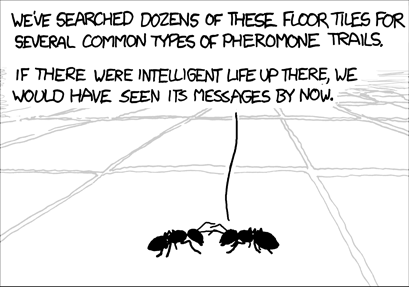 WE'VE SEARCHED DOZENS OF THESE FLOOR TILES FOR
SEVERAL COMMON TYPES OF PHEROMONE TRAILS.
IF THERE WERE INTELLIGENT LIFE UP THERE, WE
WOULD HAVE SEEN ITS MESSAGES BY NOW.